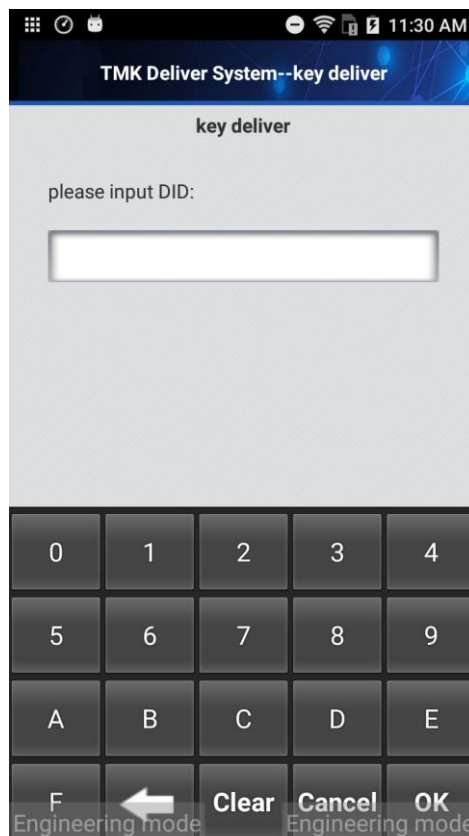 11:30 AM
TMK Deliver System--key deliver
key deliver
please input DID:
0 1 2 3 4
5 6 7 8 9
A B C D E
F Clear Cancel OK
Engineering mode Engineering mode